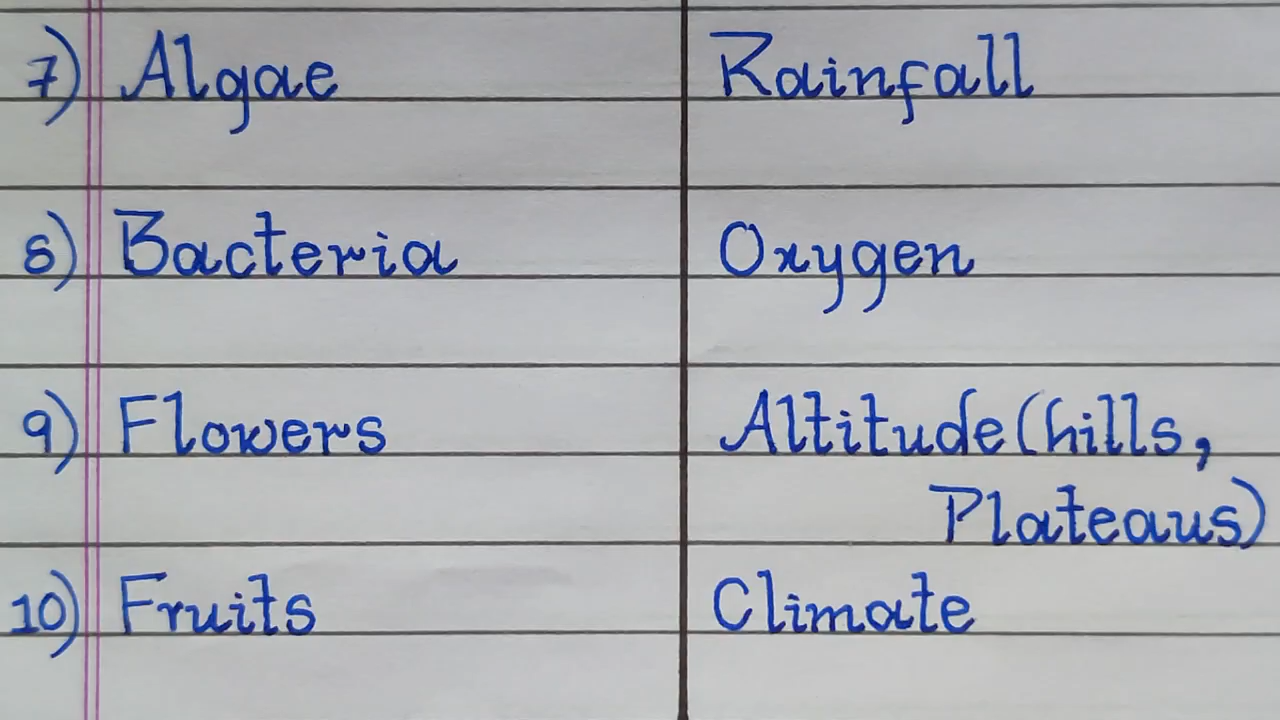 7) Algae Rainfall
8) Bacteria Oxygen
9) Flowers Altitude (hills,
Plateaus)
10) Fruits Climate